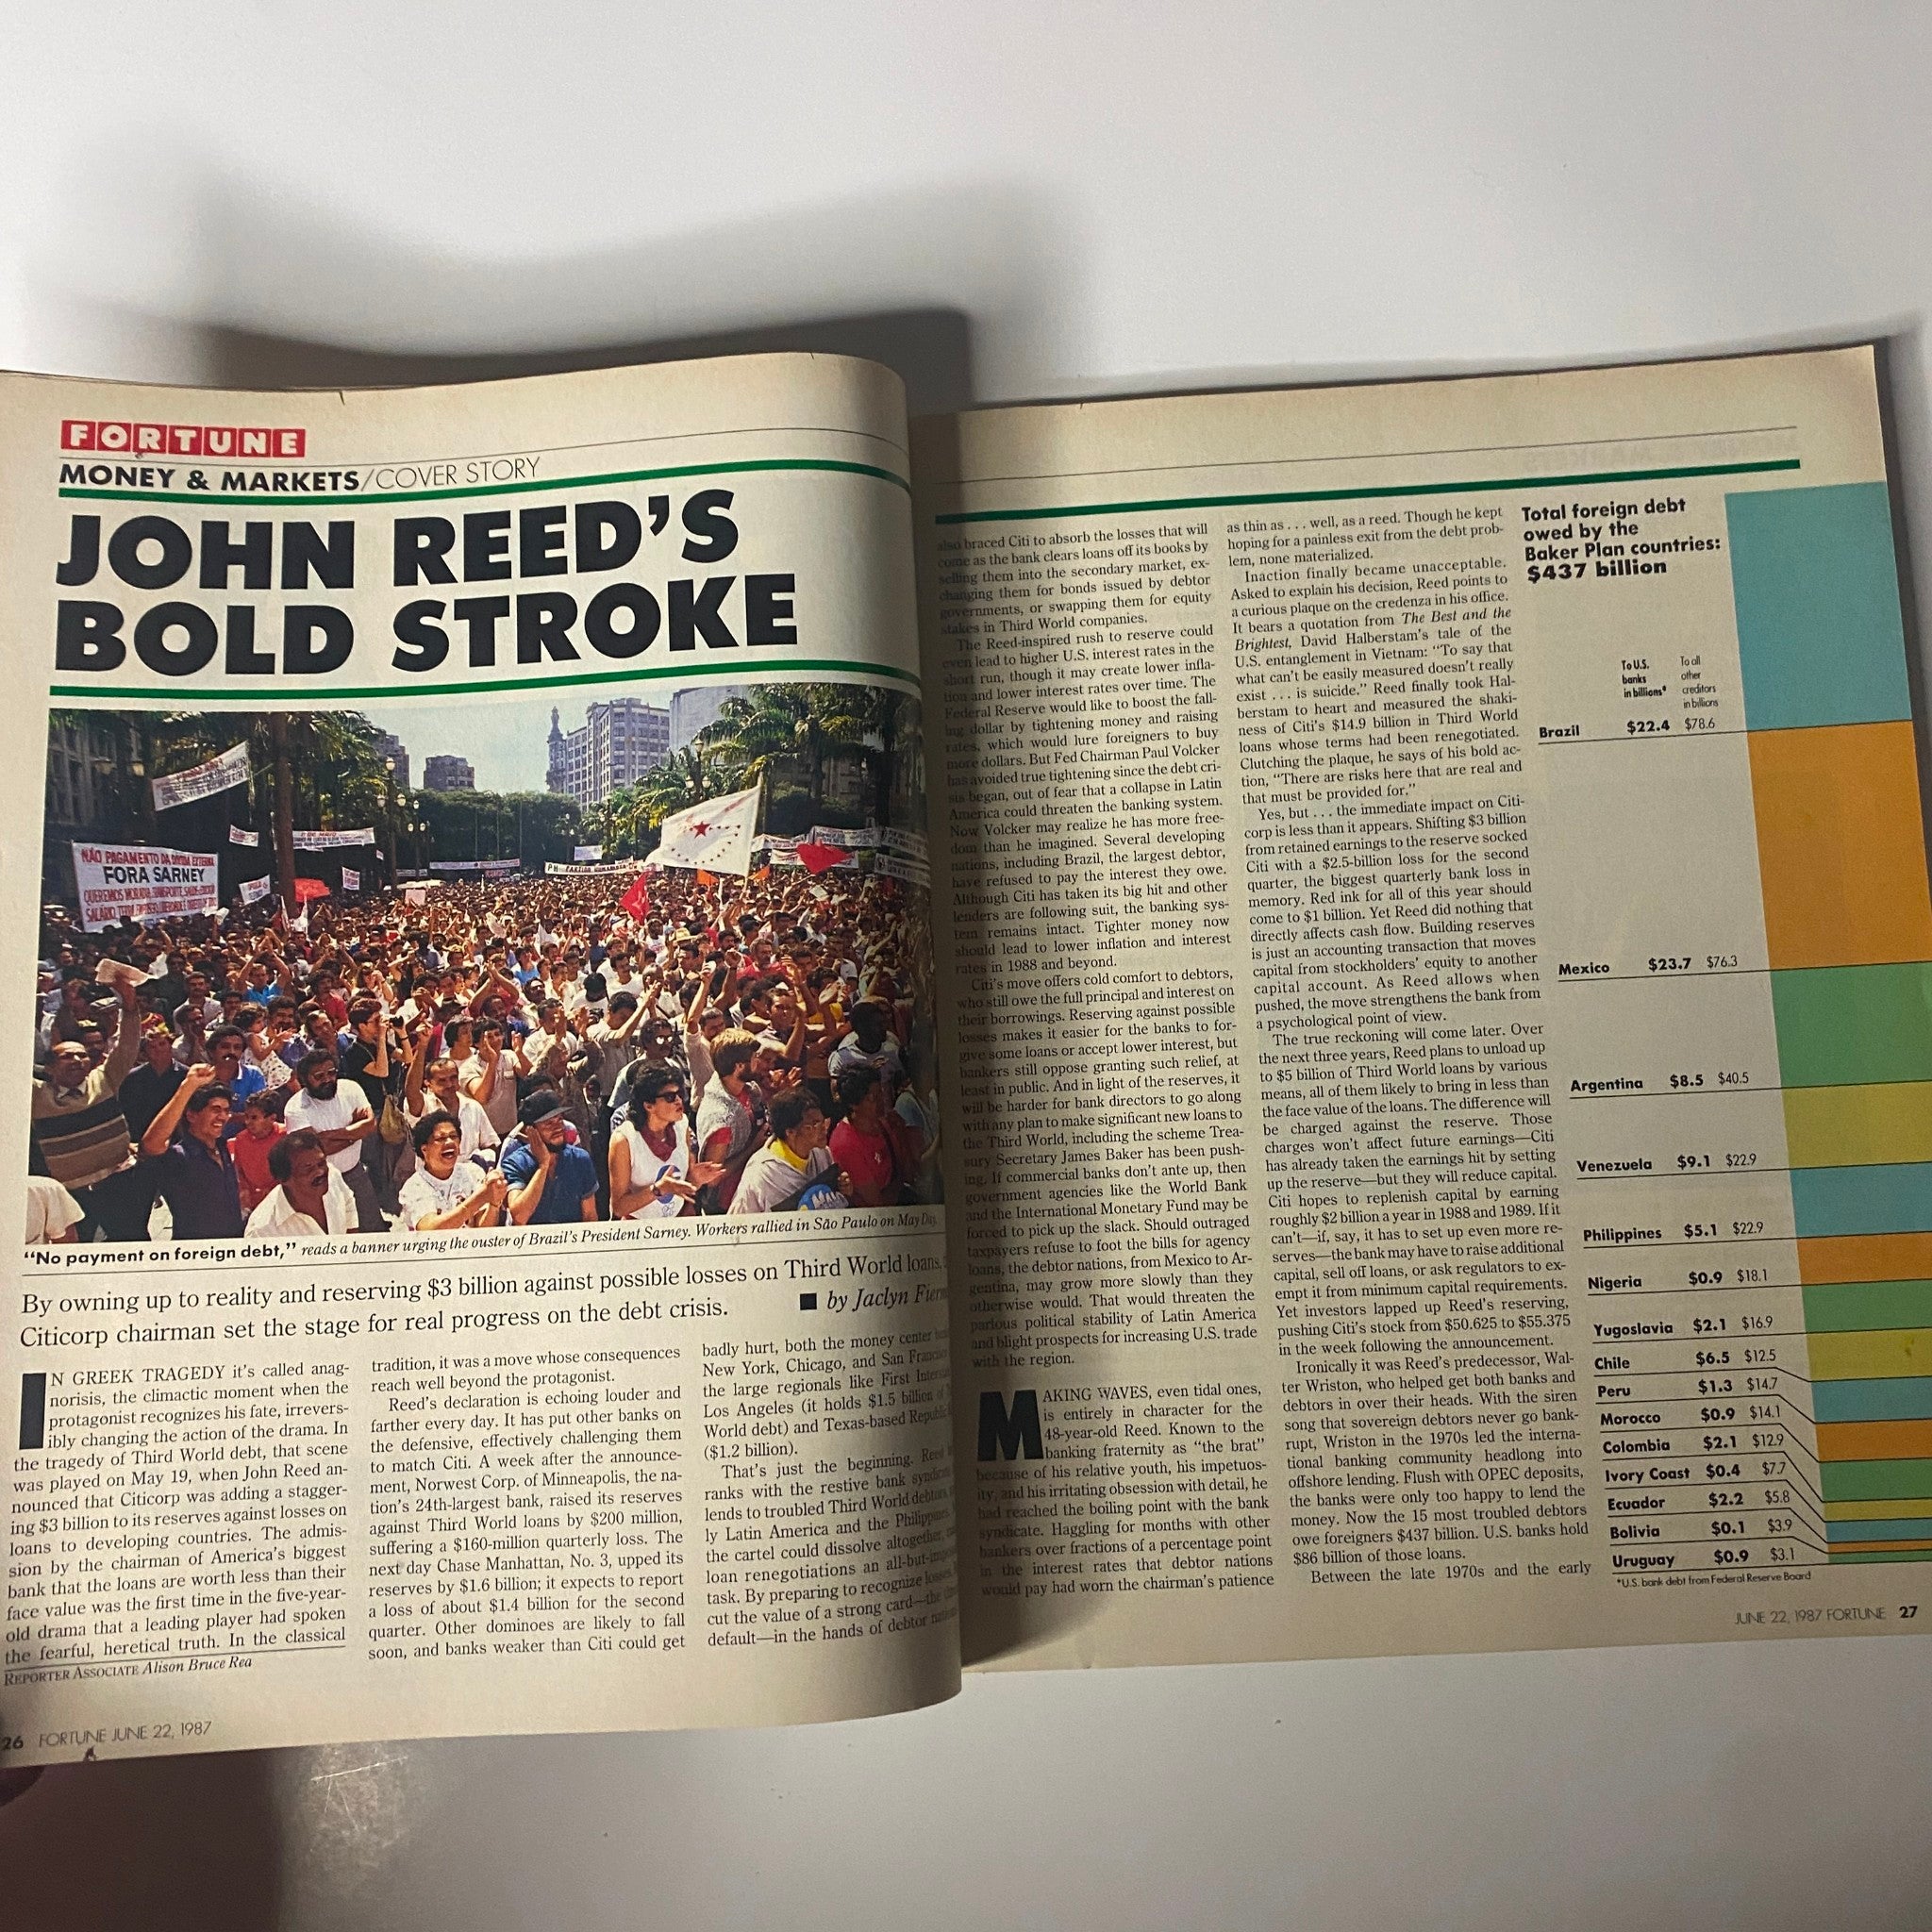 FORTUNE
MONEY & MARKETS/COVER STORY
JOHN REED'S
BOLD STROKE
NÃO PAGAMENTO DA DÍVIDA EXTERNA
FORA SARNEY
"No payment on foreign debt," reads a banner urging the ouster of Brazil's President Sarney. Workers rallied in São Paulo on May Day.
By owning up to reality and reserving $3 billion against possible losses on Third World loans,
Citicorp chairman set the stage for real progress on the debt crisis.
■ by Jaclyn
IN GREEK TRAGEDY it's called anag-
norisis, the climactic moment when the
protagonist recognizes his fate, irrevers-
ibly changing the action of the drama. In
the tragedy of Third World debt, that scene
was played on May 19, when John Reed an-
nounced that Citicorp was adding a stagger-
ing $3 billion to its reserves against losses on
loans to developing countries. The admis-
sion by the chairman of America's biggest
bank that the loans are worth less than their
face value was the first time in the five-year-
old drama that a leading player had spoken
the fearful, heretical truth. In the classical
REPORTER ASSOCIATE Alison Bruce Rea
tradition, it was a move whose consequences
reach well beyond the protagonist.
Reed's declaration is echoing louder and
farther every day. It has put other banks on
the defensive, effectively challenging them
to match Citi. A week after the announce-
ment, Norwest Corp. of Minneapolis, the na-
tion's 24th-largest bank, raised its reserves
against Third World loans by $200 million,
suffering a $160-million quarterly loss. The
next day Chase Manhattan, No. 3, upped its
reserves by $1.6 billion; it expects to report
a loss of about $1.4 billion for the second
quarter. Other dominoes are likely to fall
soon, and banks weaker than Citi could get
badly hurt, both the money center
New York, Chicago, and San Francisco
the large regionals like First
Los Angeles (it holds $1.5 billion of
World debt) and Texas-based
($1.2 billion).
That's just the beginning. Reed
ranks with the restive bank
lends to troubled Third World debtors,
ly Latin America and the Philippines,
the cartel could dissolve altogether,
loan renegotiations an
task. By preparing to recognize losses,
cut the value of a strong card—the
default—in the hands of debtor
26 FORTUNE JUNE 22, 1987
also braced Citi to absorb the losses that will
come as the bank clears loans off its books by
selling them into the secondary market, ex-
changing them for bonds issued by debtor
governments, or swapping them for equity
stakes in Third World companies.
The Reed-inspired rush to reserve could
even lead to higher U.S. interest rates in the
short run, though it may create lower infla-
tion and lower interest rates over time. The
Federal Reserve would like to boost the fall-
ing dollar by tightening money and raising
rates, which would lure foreigners to buy
more dollars. But Fed Chairman Paul Volcker
has avoided true tightening since the debt cri-
sis began, out of fear that a collapse in Latin
America could threaten the banking system.
Now Volcker may realize he has more free-
dom than he imagined. Several developing
nations, including Brazil, the largest debtor,
have refused to pay the interest they owe.
Although Citi has taken its big hit and other
lenders are following suit, the banking sys-
tem remains intact. Tighter money now
should lead to lower inflation and interest
rates in 1988 and beyond.
Citi's move offers cold comfort to debtors,
who still owe the full principal and interest on
their borrowings. Reserving against possible
losses makes it easier for the banks to for-
give some loans or accept lower interest, but
bankers still oppose granting such relief, at
least in public. And in light of the reserves, it
will be harder for bank directors to go along
with any plan to make significant new loans to
the Third World, including the scheme Trea-
sury Secretary James Baker has been push-
ing. If commercial banks don't ante up, then
government agencies like the World Bank
and the International Monetary Fund may be
forced to pick up the slack. Should outraged
taxpayers refuse to foot the bills for agency
loans, the debtor nations, from Mexico to Ar-
gentina, may grow more slowly than they
otherwise would. That would threaten the
parlous political stability of Latin America
and blight prospects for increasing U.S. trade
with the region.
MAKING WAVES, even tidal ones,
is entirely in character for the
48-year-old Reed. Known to the
banking fraternity as "the brat"
because of his relative youth, his impetuos-
ity, and his irritating obsession with detail, he
had reached the boiling point with the bank
syndicate. Haggling for months with other
bankers over fractions of a percentage point
in the interest rates that debtor nations
would pay had worn the chairman's patience
as thin as . . . well, as a reed. Though he kept
hoping for a painless exit from the debt prob-
lem, none materialized.
Inaction finally became unacceptable.
Asked to explain his decision, Reed points to
a curious plaque on the credenza in his office.
It bears a quotation from The Best and the
Brightest, David Halberstam's tale of the
U.S. entanglement in Vietnam: "To say that
what can't be easily measured doesn't really
exist . . . is suicide." Reed finally took Hal-
berstam to heart and measured the shaki-
ness of Citi's $14.9 billion in Third World
loans whose terms had been renegotiated.
Clutching the plaque, he says of his bold ac-
tion, "There are risks here that are real and
that must be provided for."
Yes, but . . . the immediate impact on Citi-
corp is less than it appears. Shifting $3 billion
from retained earnings to the reserve socked
Citi with a $2.5-billion loss for the second
quarter, the biggest quarterly bank loss in
memory. Red ink for all of this year should
come to $1 billion. Yet Reed did nothing that
directly affects cash flow. Building reserves
is just an accounting transaction that moves
capital from stockholders' equity to another
capital account. As Reed allows when
pushed, the move strengthens the bank from
a psychological point of view.
The true reckoning will come later. Over
the next three years, Reed plans to unload up
to $5 billion of Third World loans by various
means, all of them likely to bring in less than
the face value of the loans. The difference will
be charged against the reserve. Those
charges won't affect future earnings—Citi
has already taken the earnings hit by setting
up the reserve—but they will reduce capital.
Citi hopes to replenish capital by earning
roughly $2 billion a year in 1988 and 1989. If it
can't—if, say, it has to set up even more re-
serves—the bank may have to raise additional
capital, sell off loans, or ask regulators to ex-
empt it from minimum capital requirements.
Yet investors lapped up Reed's reserving,
pushing Citi's stock from $50.625 to $55.375
in the week following the announcement.
Ironically it was Reed's predecessor, Wal-
ter Wriston, who helped get both banks and
debtors in over their heads. With the siren
song that sovereign debtors never go bank-
rupt, Wriston in the 1970s led the interna-
tional banking community headlong into
offshore lending. Flush with OPEC deposits,
the banks were only too happy to lend the
money. Now the 15 most troubled debtors
owe foreigners $437 billion. U.S. banks hold
$86 billion of those loans.
Between the late 1970s and the early
Total foreign debt
owed by the
Baker Plan countries:
$437 billion
To U.S. banks in billions*
To all other creditors in billions
Brazil $22.4 $78.6
Mexico $23.7 $76.3
Argentina $8.5 $40.5
Venezuela $9.1 $22.9
Philippines $5.1 $22.9
Nigeria $0.9 $18.1
Yugoslavia $2.1 $16.9
Chile $6.5 $12.5
Peru $1.3 $14.7
Morocco $0.9 $14.1
Colombia $2.1 $12.9
Ivory Coast $0.4 $7.7
Ecuador $2.2 $5.8
Bolivia $0.1 $3.9
Uruguay $0.9 $3.1
*U.S. bank debt from Federal Reserve Board
JUNE 22, 1987 FORTUNE 27